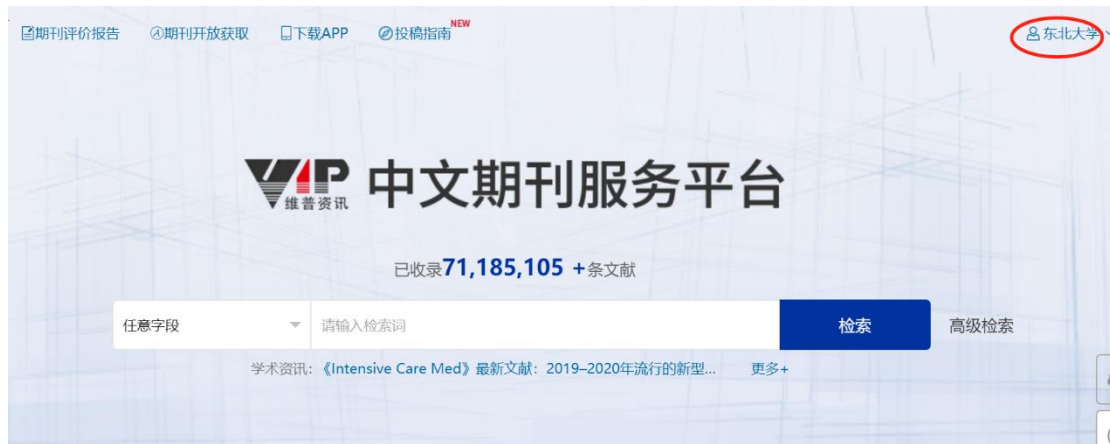 期刊评价报告 期刊开放获取 下载APP 投稿指南 NEW 东北大学
VIP 维普资讯 中文期刊服务平台
已收录71,185,105 +条文献
任意字段 请输入检索词 检索 高级检索
学术资讯：《Intensive Care Med》最新文献：2019–2020年流行的新型... 更多+